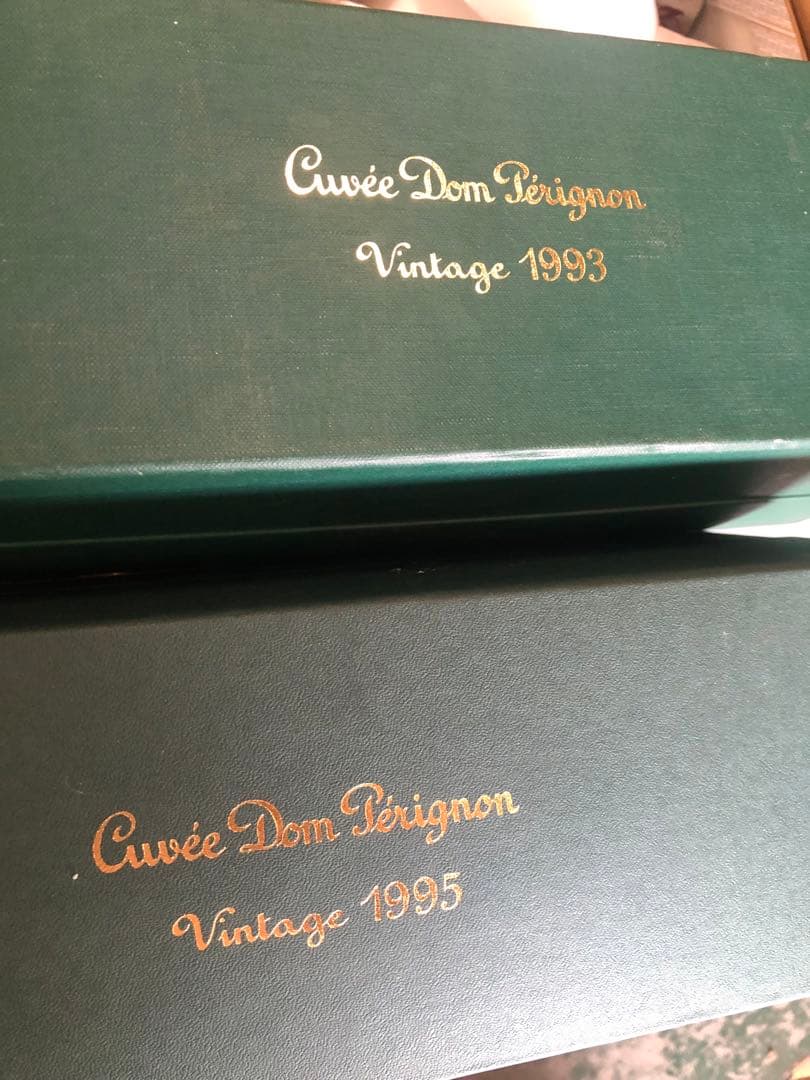 Cuvée Dom Pérignon
Vintage 1993
Cuvée Dom Pérignon
Vintage 1995